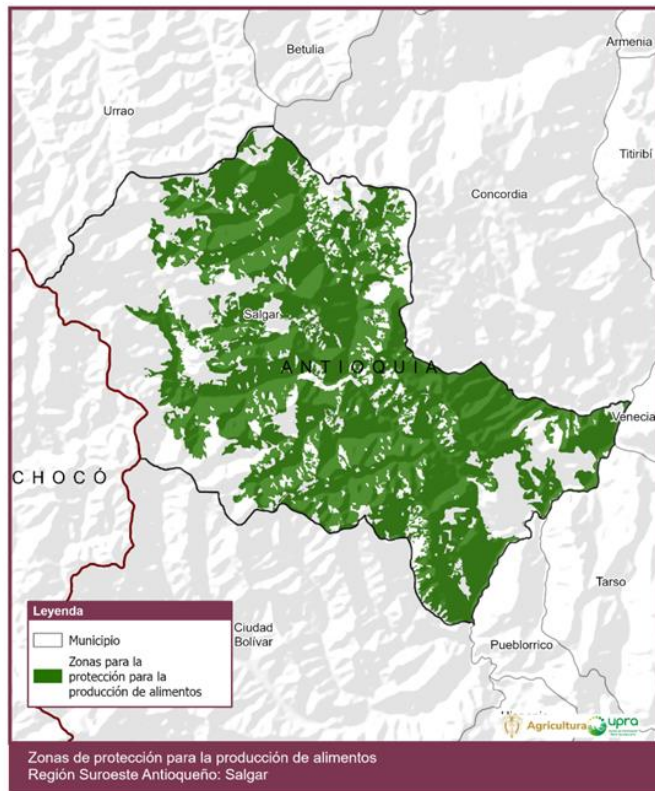 Betulia
Armenia
Urrao
Titiribí
Concordia
Salgar
ANTIOQUIA
Venecia
CHOCÓ
Tarso
Leyenda
Municipio
Zonas para la
protección para la
producción de alimentos
Ciudad
Bolívar
Pueblorrico
Agricultura
upra
Zonas de protección para la producción de alimentos
Región Suroeste Antioqueño: Salgar